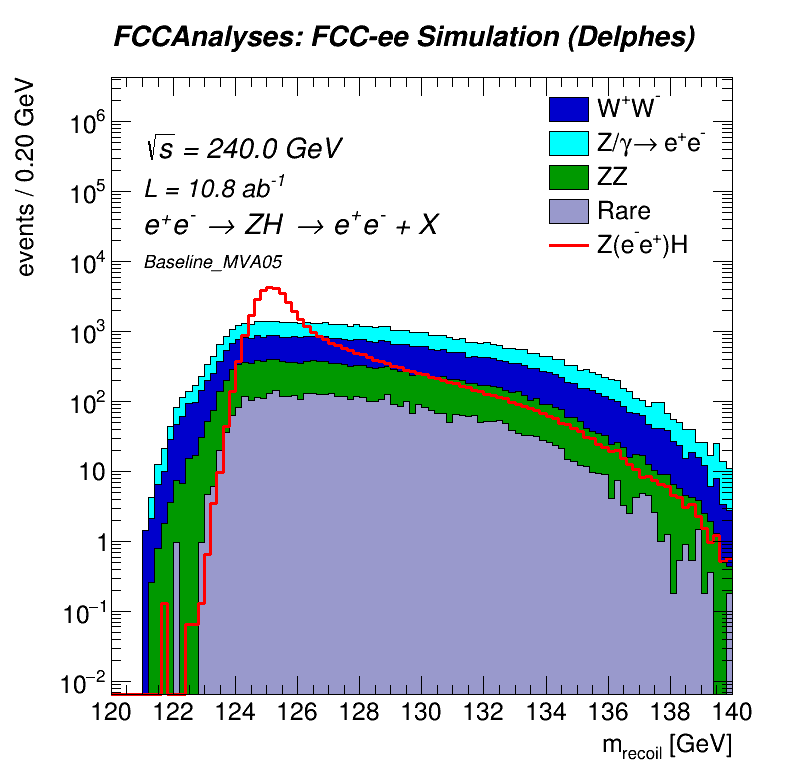 FCCAnalyses: FCC-ee Simulation (Delphes)
events / 0.20 GeV
10⁶
10⁵
10⁴
10³
10²
10
1
10⁻¹
10⁻²
√s = 240.0 GeV
L = 10.8 ab⁻¹
e⁺e⁻ → ZH → e⁺e⁻ + X
Baseline_MVA05
W⁺W⁻
Z/γ→ e⁺e⁻
ZZ
Rare
Z(e⁻e⁺)H
120 122 124 126 128 130 132 134 136 138 140
m_recoil [GeV]